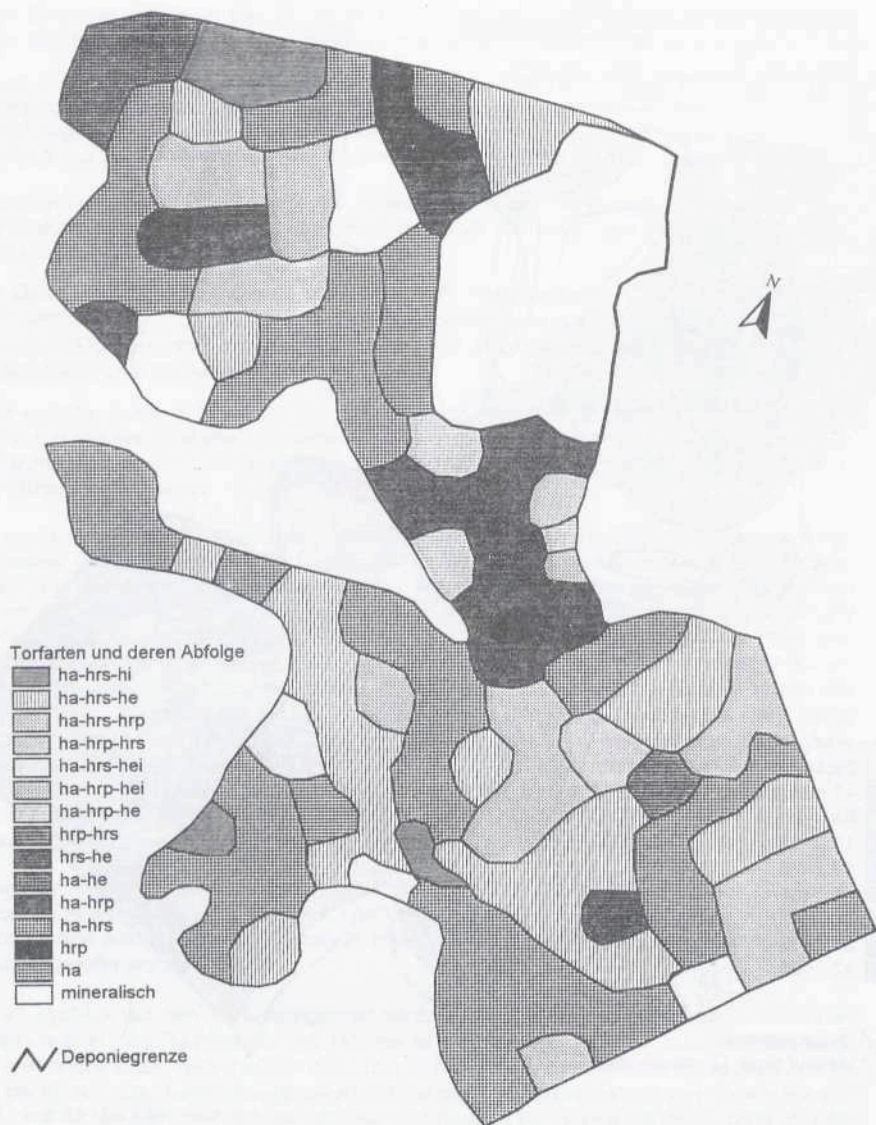 N
Torfarten und deren Abfolge
ha-hrs-hi
ha-hrs-he
ha-hrs-hrp
ha-hrp-hrs
ha-hrs-hei
ha-hrp-hei
ha-hrp-he
hrp-hrs
hrs-he
ha-he
ha-hrp
ha-hrs
hrp
ha
mineralisch
Deponiegrenze